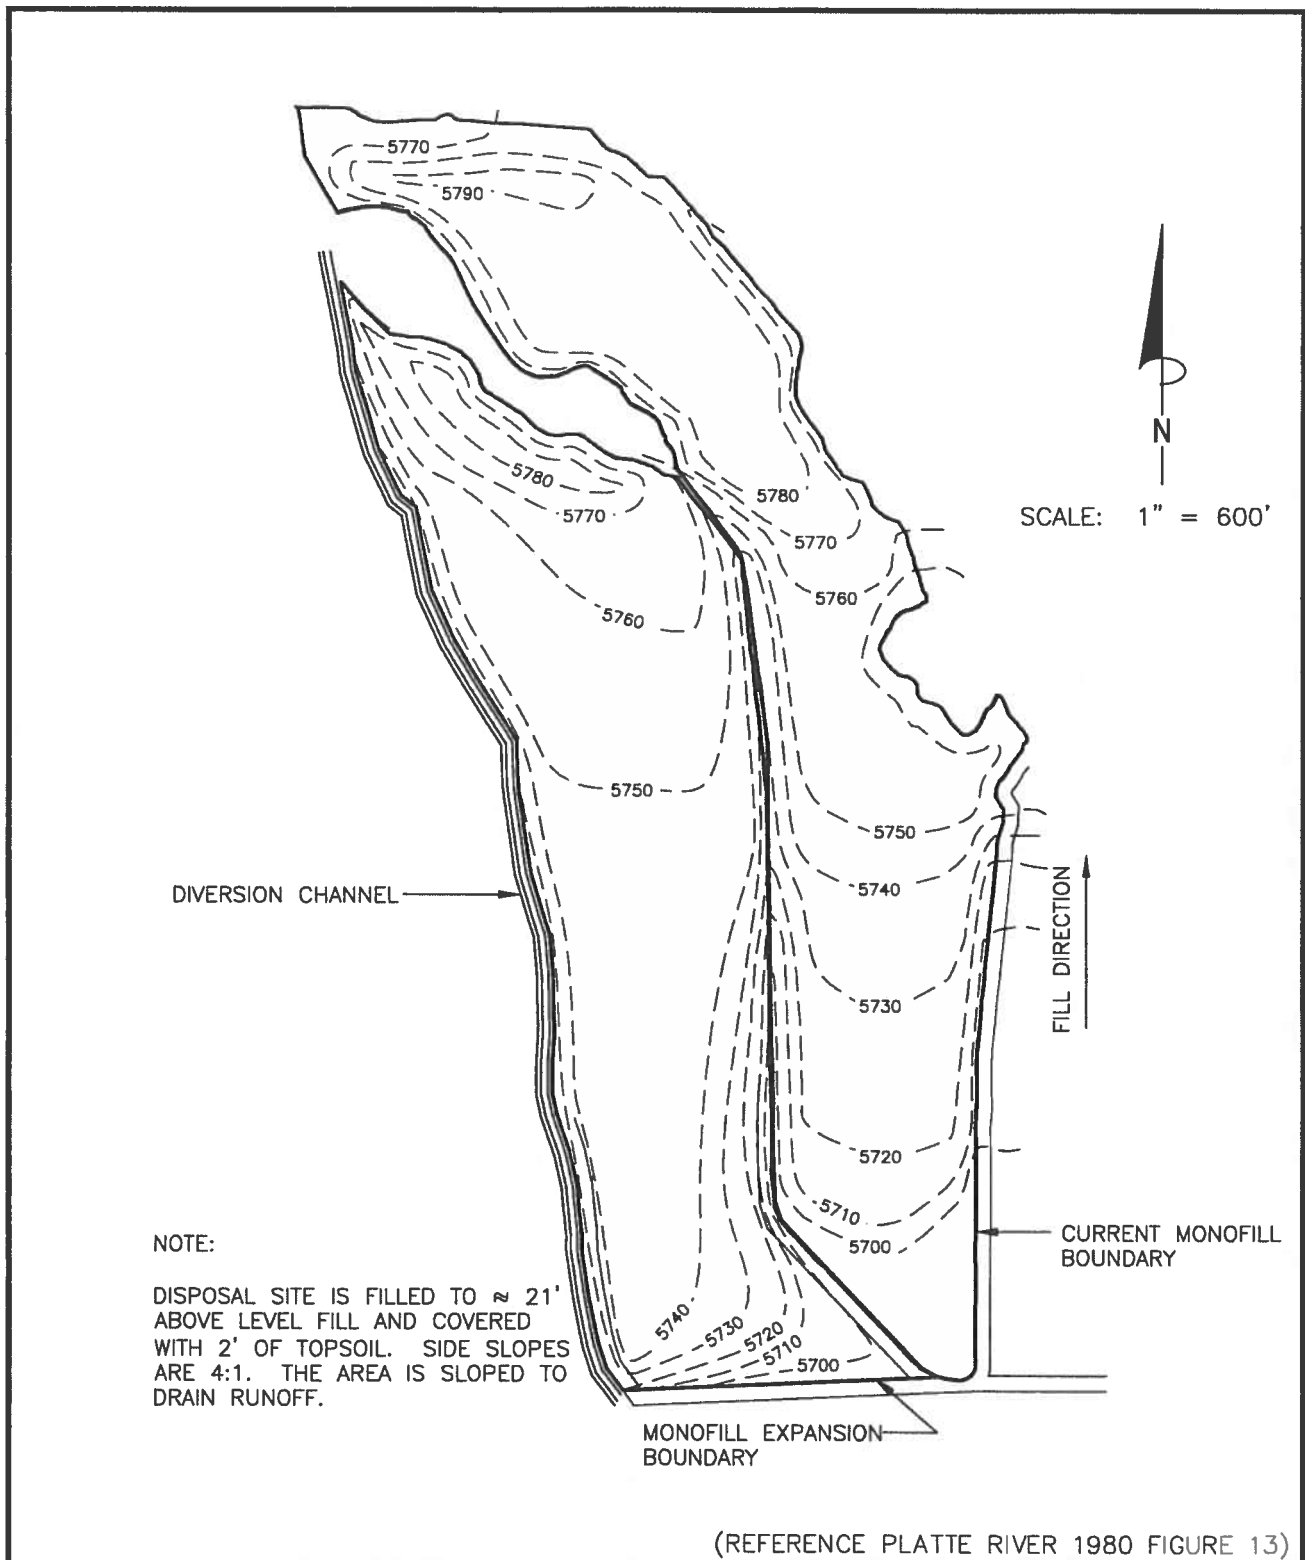 5770
5790
N
SCALE: 1" = 600'
5780
5780
5770
5770
5760
5760
5750
5750
5740
5730
FILL DIRECTION
DIVERSION CHANNEL
5720
5710
5700
CURRENT MONOFILL
BOUNDARY
NOTE:
DISPOSAL SITE IS FILLED TO ≈ 21'
ABOVE LEVEL FILL AND COVERED
WITH 2' OF TOPSOIL. SIDE SLOPES
ARE 4:1. THE AREA IS SLOPED TO
DRAIN RUNOFF.
5740
5730
5720
5710
5700
MONOFILL EXPANSION
BOUNDARY
(REFERENCE PLATTE RIVER 1980 FIGURE 13)